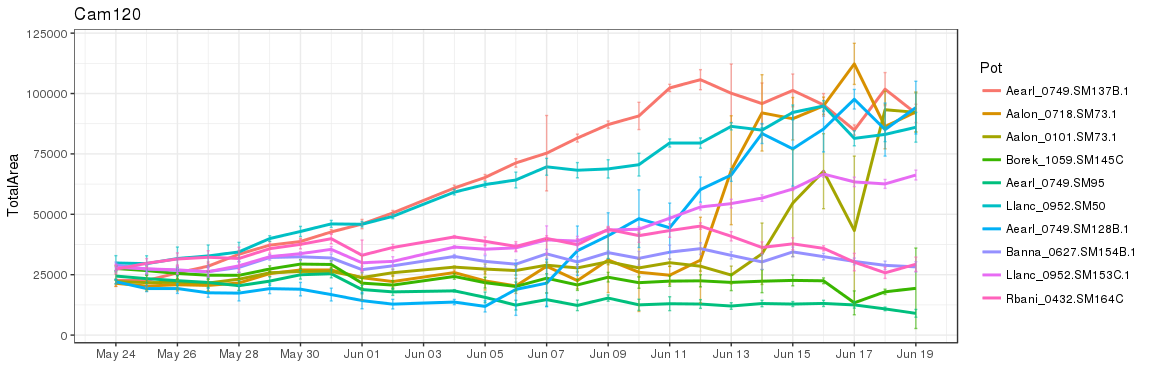 Cam120
TotalArea
125000
100000
75000
50000
25000
0
May 24 May 26 May 28 May 30 Jun 01 Jun 03 Jun 05 Jun 07 Jun 09 Jun 11 Jun 13 Jun 15 Jun 17 Jun 19
Pot
Aearl_0749.SM137B.1
Aalon_0718.SM73.1
Aalon_0101.SM73.1
Borek_1059.SM145C
Aearl_0749.SM95
Llanc_0952.SM50
Aearl_0749.SM128B.1
Banna_0627.SM154B.1
Llanc_0952.SM153C.1
Rbani_0432.SM164C